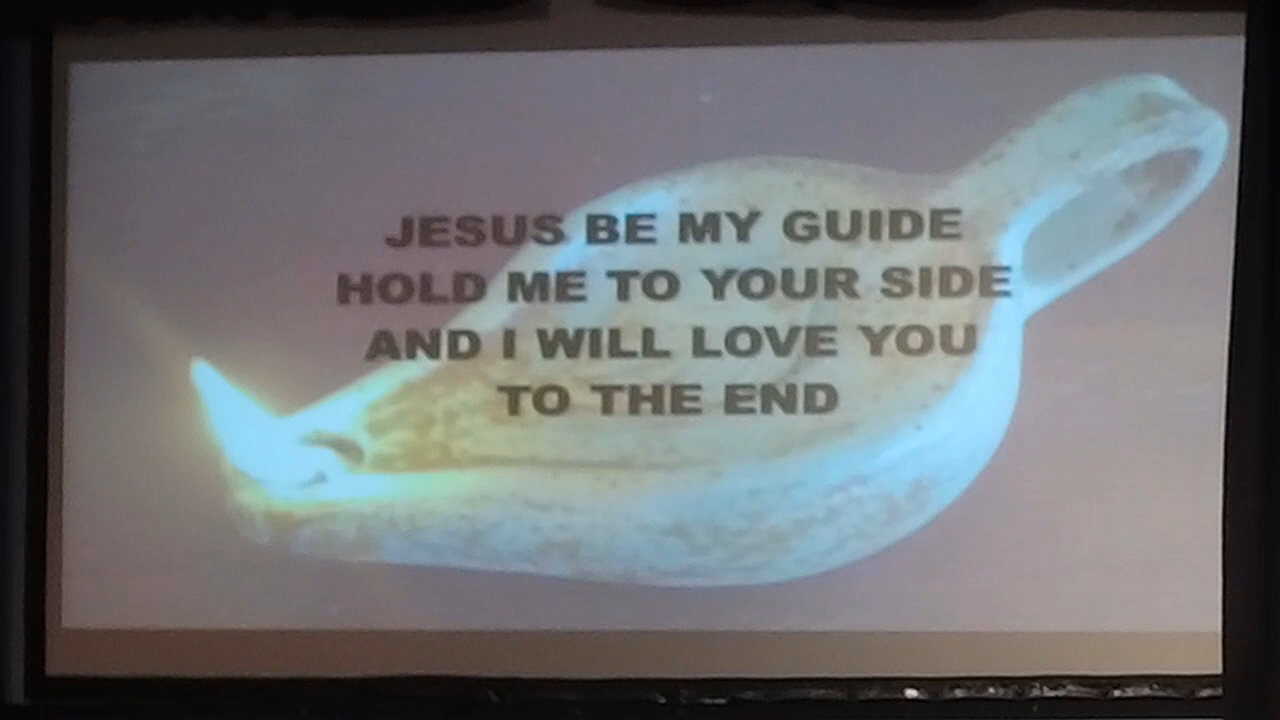 JESUS BE MY GUIDE
HOLD ME TO YOUR SIDE
AND I WILL LOVE YOU
TO THE END